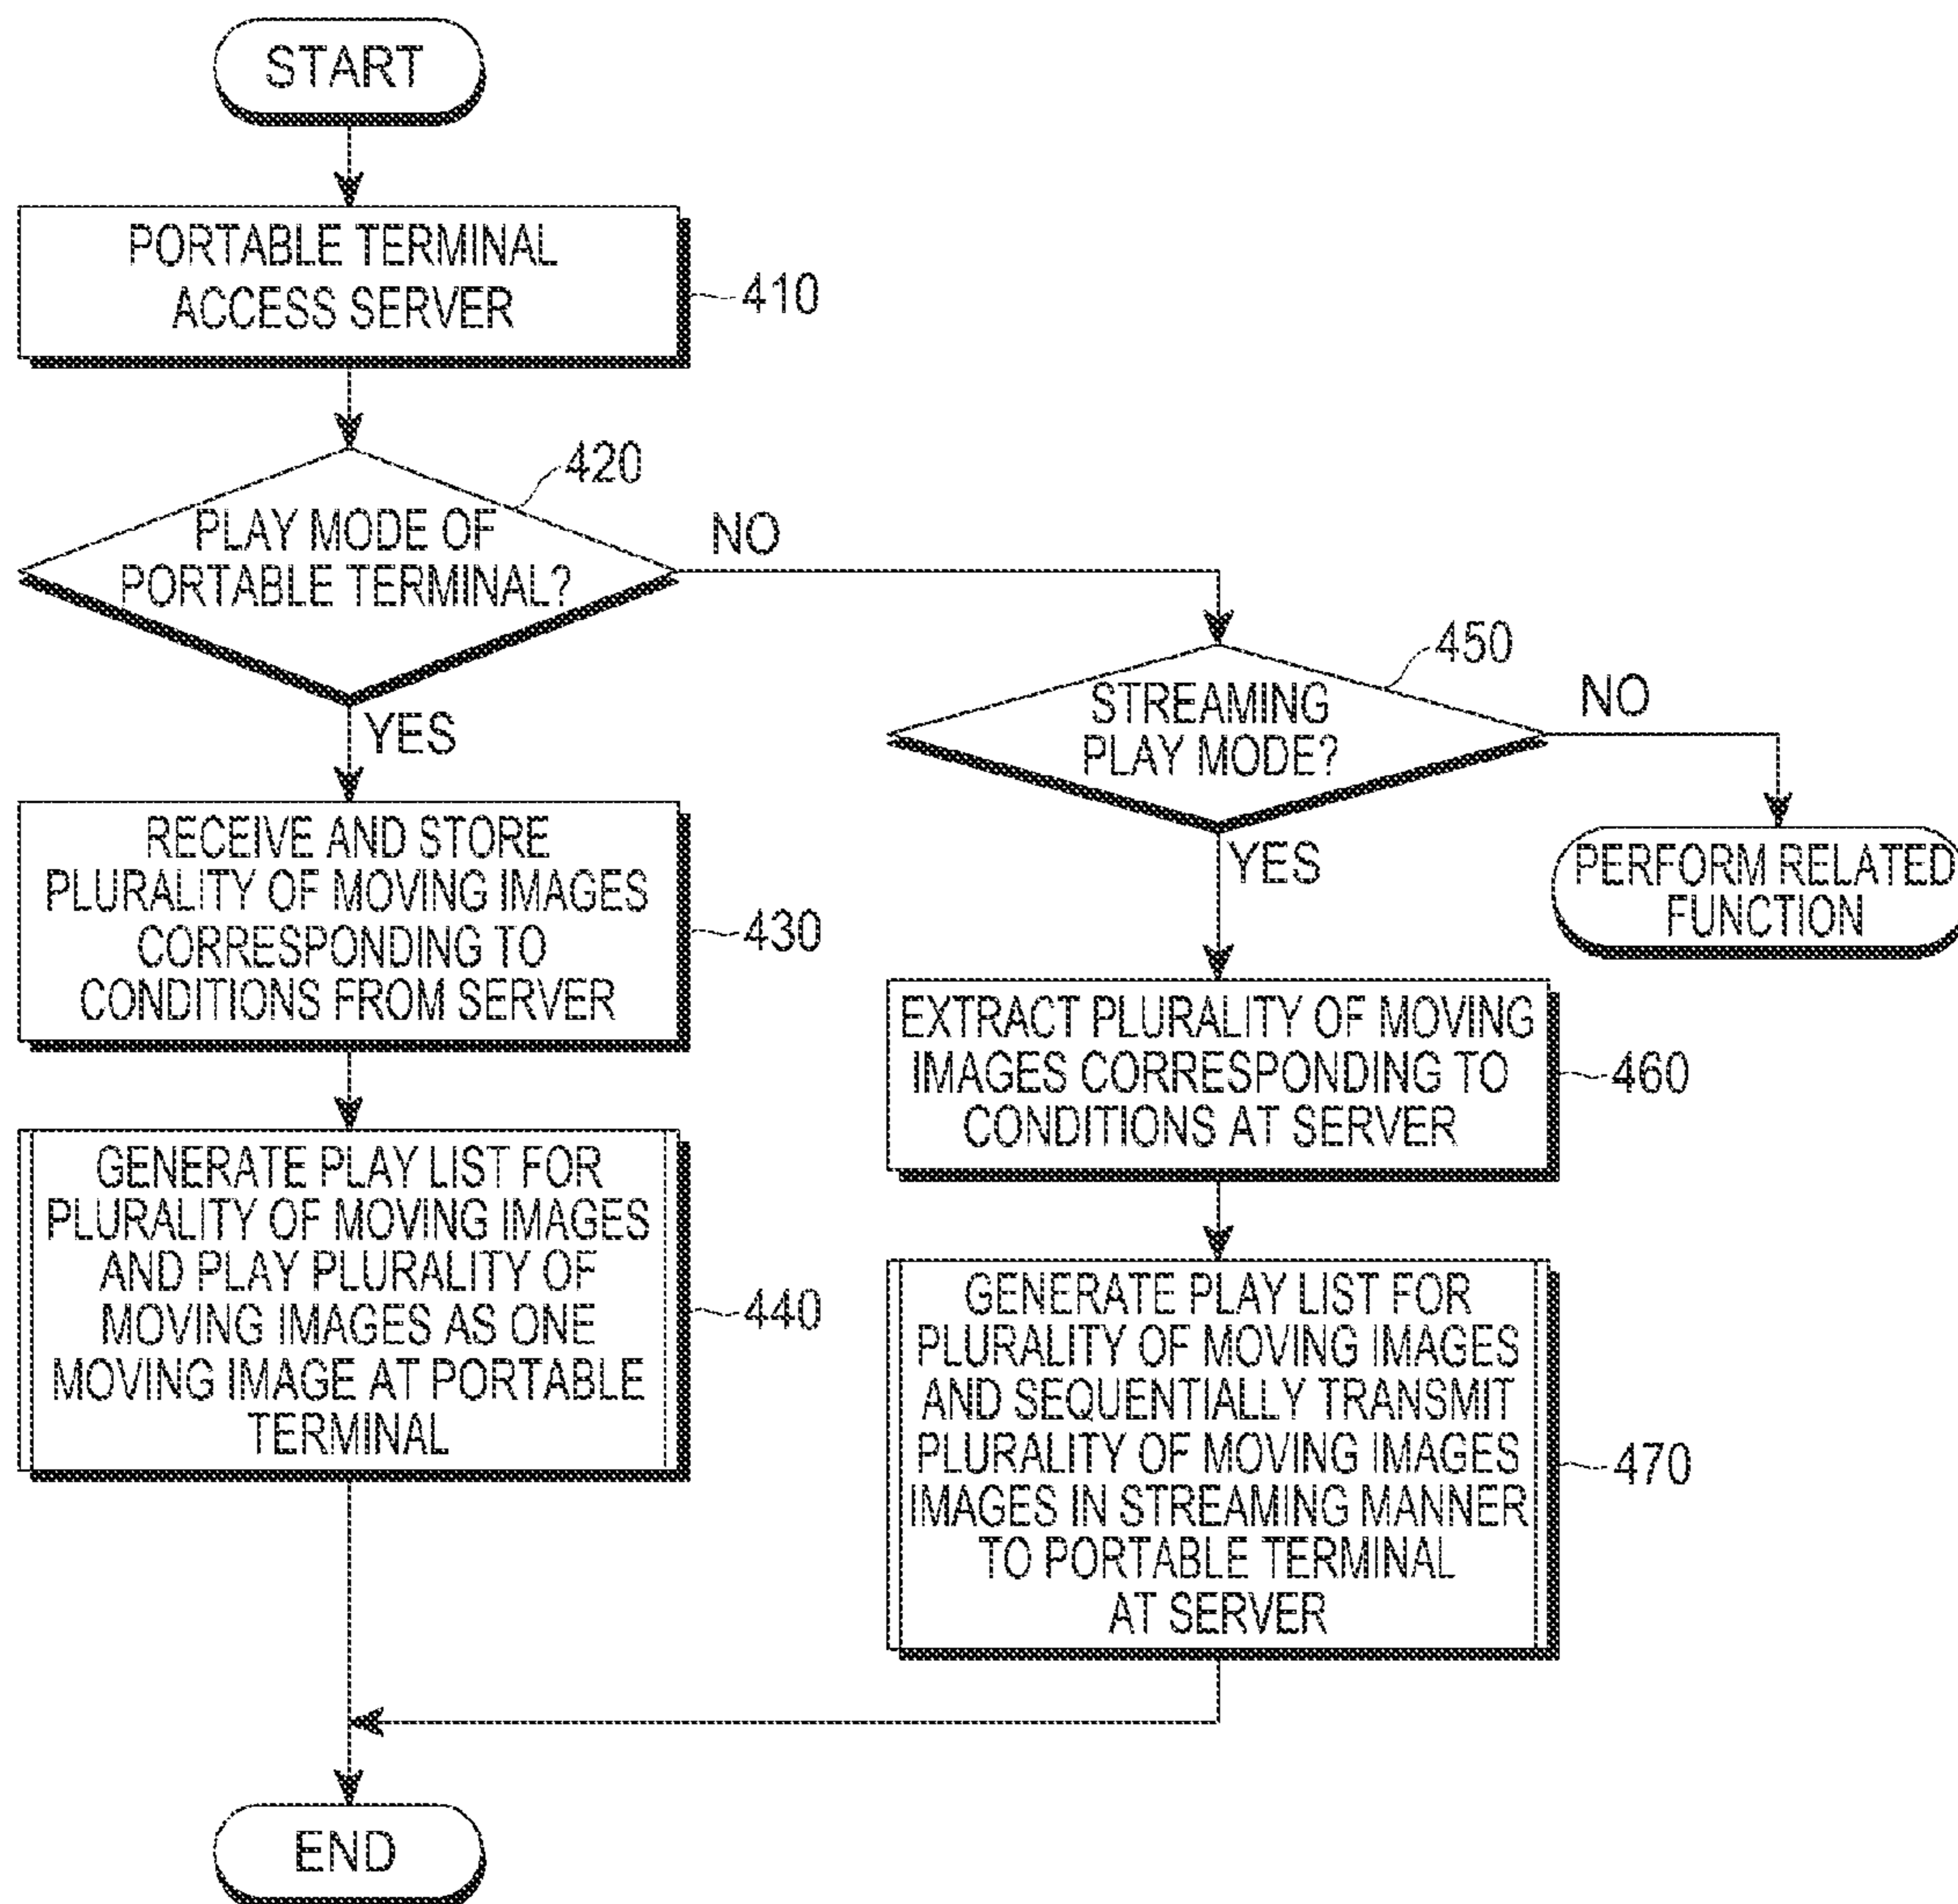 START
PORTABLE TERMINAL
ACCESS SERVER
410
420
PLAY MODE OF
PORTABLE TERMINAL?
NO
YES
450
STREAMING
PLAY MODE?
NO
YES
PERFORM RELATED
FUNCTION
RECEIVE AND STORE
PLURALITY OF MOVING IMAGES
CORRESPONDING TO
CONDITIONS FROM SERVER
430
EXTRACT PLURALITY OF MOVING
IMAGES CORRESPONDING TO
CONDITIONS AT SERVER
460
GENERATE PLAY LIST FOR
PLURALITY OF MOVING IMAGES
AND PLAY PLURALITY OF
MOVING IMAGES AS ONE
MOVING IMAGE AT PORTABLE
TERMINAL
440
GENERATE PLAY LIST FOR
PLURALITY OF MOVING IMAGES
AND SEQUENTIALLY TRANSMIT
PLURALITY OF MOVING IMAGES
IMAGES IN STREAMING MANNER
TO PORTABLE TERMINAL
AT SERVER
470
END